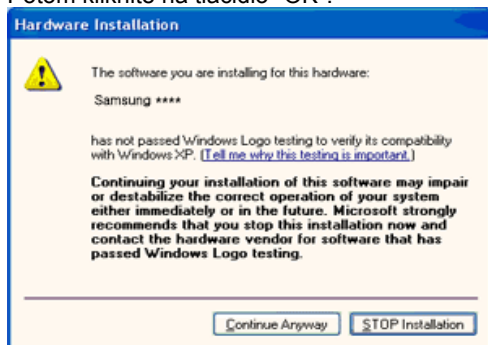 Potom kliknite na tlačidlo "OK".
Hardware Installation
The software you are installing for this hardware:
Samsung ****
has not passed Windows Logo testing to verify its compatibility
with Windows XP. (Tell me why this testing is important.)
Continuing your installation of this software may impair
or destabilize the correct operation of your system
either immediately or in the future. Microsoft strongly
recommends that you stop this installation now and
contact the hardware vendor for software that has
passed Windows Logo testing.
Continue Anyway
STOP Installation